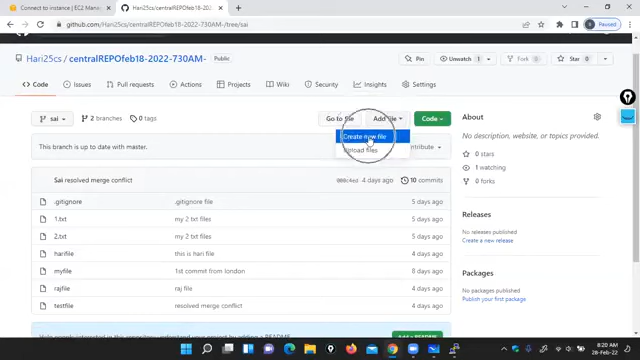 Connect to instance | EC2 Mana
Hari25cs/centralREPOfeb18-2022
github.com/Hari25cs/centralREPOfeb18-2022-730AM-/tree/sai
Paused
Hari25cs / centralREPOfeb18-2022-730AM-
Public
Pin
Unwatch
1
Fork
0
Star
0
Code
Issues
Pull requests
Actions
Projects
Wiki
Security
Insights
Settings
sai
2 branches
0 tags
Go to file
Add file
Code
Create new file
Upload files
This branch is up to date with master.
Contribute
Sai resolved merge conflict
4 days ago
10 commits
.gitignore
.gitignore file
5 days ago
1.txt
my 2 txt files
5 days ago
2.txt
my 2 txt files
5 days ago
harifile
this is hari file
4 days ago
myfile
1st commit from london
8 days ago
rajfile
4 days ago
testfile
resolved merge conflict
4 days ago
About
No description, website, or topics provided.
0 stars
1 watching
0 forks
Releases
No releases published
Create a new release
Packages
No packages published
Publish your first package
8:20 AM
28-Feb-22